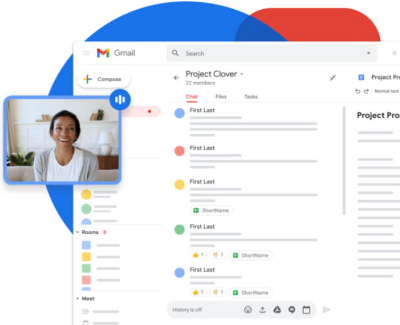 Gmail
Search
Compose
Project Clover
22 members
Chat Files Tasks
First Last
First Last
First Last
ShortName
First Last
1 1 ShortName
First Last
1 1 ShortName
History is off
Rooms
Meet
Project Pro
Normal text
Project Pro